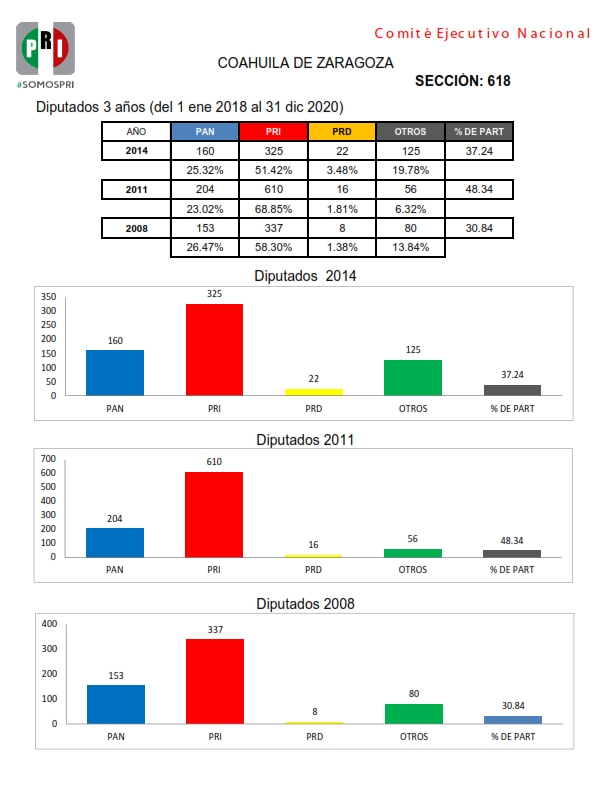 PRI
#SOMOSPRI
Comité Ejecutivo Nacional
COAHUILA DE ZARAGOZA
SECCIÓN: 618
Diputados 3 años (del 1 ene 2018 al 31 dic 2020)
AÑO PAN PRI PRD OTROS % DE PART
2014 160 325 22 125 37.24
25.32% 51.42% 3.48% 19.78%
2011 204 610 16 56 48.34
23.02% 68.85% 1.81% 6.32%
2008 153 337 8 80 30.84
26.47% 58.30% 1.38% 13.84%
Diputados 2014
350
300
250
200
150
100
50
0
160
325
22
125
37.24
PAN PRI PRD OTROS % DE PART
Diputados 2011
700
600
500
400
300
200
100
0
204
610
16
56
48.34
PAN PRI PRD OTROS % DE PART
Diputados 2008
400
300
200
100
0
153
337
8
80
30.84
PAN PRI PRD OTROS % DE PART